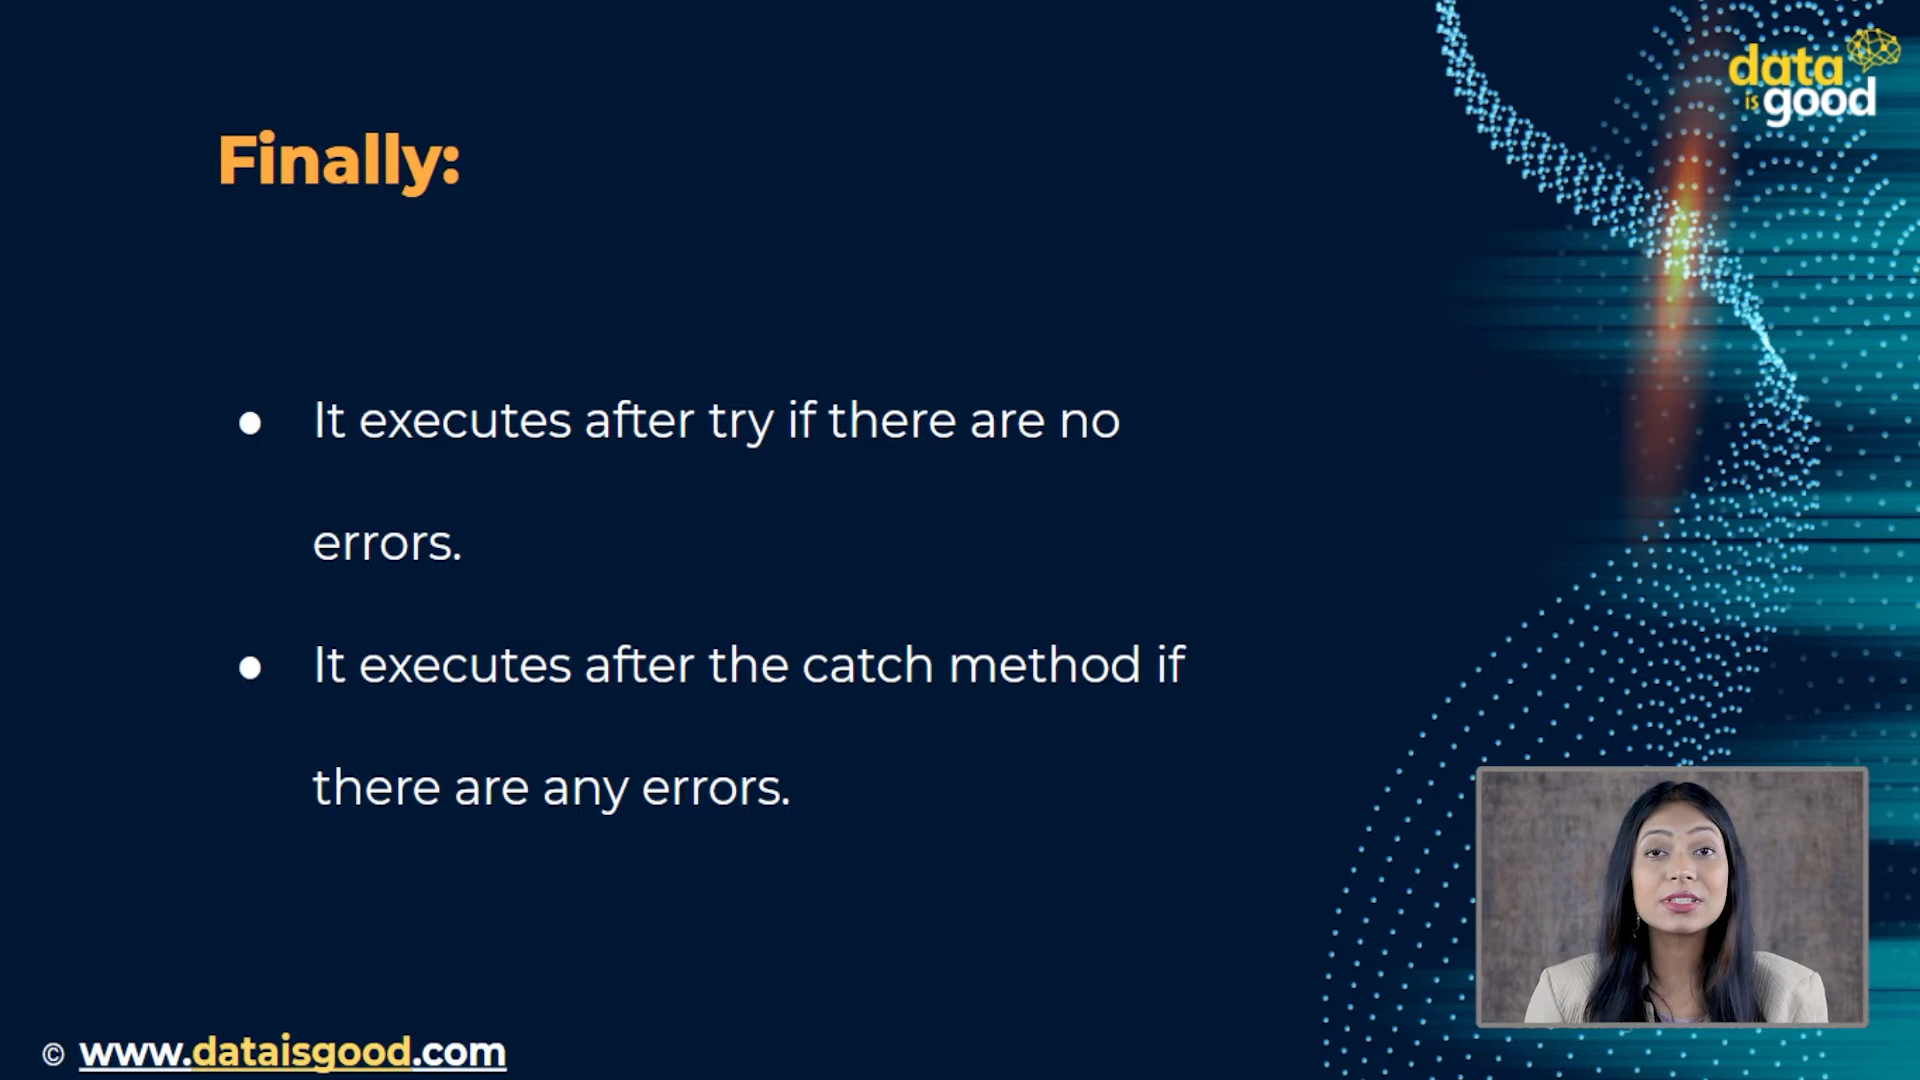 data
is good
Finally:
● It executes after try if there are no
errors.
● It executes after the catch method if
there are any errors.
© www.dataisgood.com